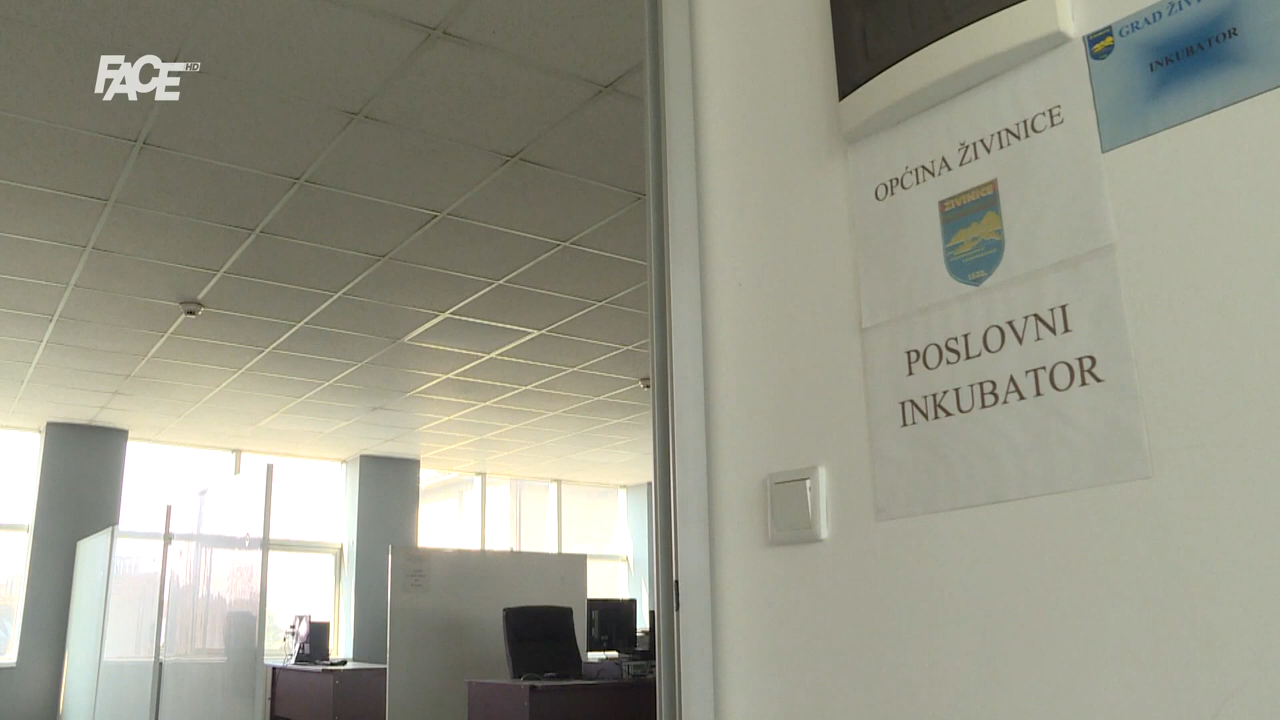 FACE HD
GRAD ŽIV
INKUBATOR
OPĆINA ŽIVINICE
ŽIVINICE
POSLOVNI
INKUBATOR